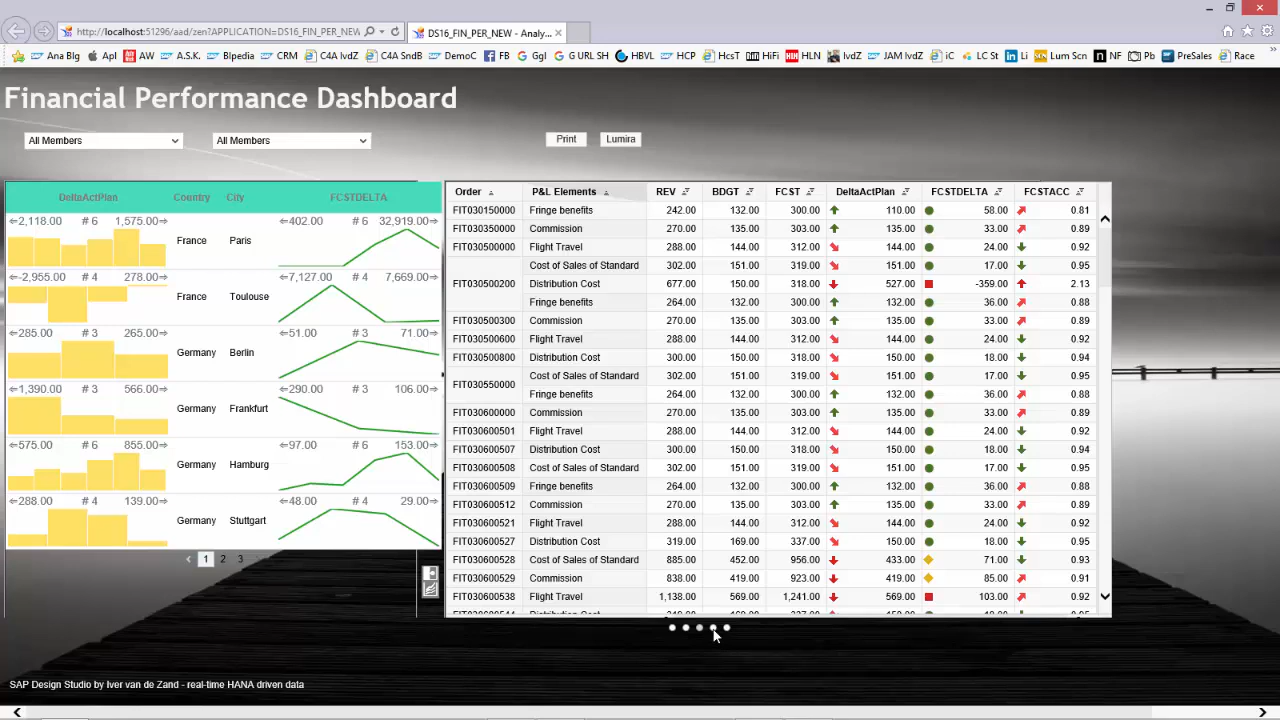 http://localhost:51296/aad/zen?APPLICATION=DS16_FIN_PER_NEW
DS16_FIN_PER_NEW - Analy...
Ana Blg Apl AW A.S.K. BIpedia CRM C4A IvdZ C4A SndB DemoC FB Ggl G URL SH HBVL HCP HcsT HiFi HLN IvdZ JAM IvdZ iC LC St Li Lum Scn NF Pb PreSales Race
Financial Performance Dashboard
All Members All Members Print Lumira
DeltaActPlan Country City FCSTDELTA
⇐2,118.00 # 6 1,575.00⇒ France Paris ⇐402.00 # 6 32,919.00⇒
⇐-2,955.00 # 4 278.00⇒ France Toulouse ⇐7,127.00 # 4 7,669.00⇒
⇐285.00 # 3 265.00⇒ Germany Berlin ⇐51.00 # 3 71.00⇒
⇐1,390.00 # 3 566.00⇒ Germany Frankfurt ⇐290.00 # 3 106.00⇒
⇐575.00 # 6 855.00⇒ Germany Hamburg ⇐97.00 # 6 153.00⇒
⇐288.00 # 4 139.00⇒ Germany Stuttgart ⇐48.00 # 4 29.00⇒
‹ 1 2 3
Order P&L Elements REV BDGT FCST DeltaActPlan FCSTDELTA FCSTACC
FIT030150000 Fringe benefits 242.00 132.00 300.00 110.00 58.00 0.81
FIT030350000 Commission 270.00 135.00 303.00 135.00 33.00 0.89
FIT030500000 Flight Travel 288.00 144.00 312.00 144.00 24.00 0.92
Cost of Sales of Standard 302.00 151.00 319.00 151.00 17.00 0.95
FIT030500200 Distribution Cost 677.00 150.00 318.00 527.00 -359.00 2.13
Fringe benefits 264.00 132.00 300.00 132.00 36.00 0.88
FIT030500300 Commission 270.00 135.00 303.00 135.00 33.00 0.89
FIT030500600 Flight Travel 288.00 144.00 312.00 144.00 24.00 0.92
FIT030500800 Distribution Cost 300.00 150.00 318.00 150.00 18.00 0.94
FIT030550000 Cost of Sales of Standard 302.00 151.00 319.00 151.00 17.00 0.95
Fringe benefits 264.00 132.00 300.00 132.00 36.00 0.88
FIT030600000 Commission 270.00 135.00 303.00 135.00 33.00 0.89
FIT030600501 Flight Travel 288.00 144.00 312.00 144.00 24.00 0.92
FIT030600507 Distribution Cost 300.00 150.00 318.00 150.00 18.00 0.94
FIT030600508 Cost of Sales of Standard 302.00 151.00 319.00 151.00 17.00 0.95
FIT030600509 Fringe benefits 264.00 132.00 300.00 132.00 36.00 0.88
FIT030600512 Commission 270.00 135.00 303.00 135.00 33.00 0.89
FIT030600521 Flight Travel 288.00 144.00 312.00 144.00 24.00 0.92
FIT030600527 Distribution Cost 319.00 169.00 337.00 150.00 18.00 0.95
FIT030600528 Cost of Sales of Standard 885.00 452.00 956.00 433.00 71.00 0.93
FIT030600529 Commission 838.00 419.00 923.00 419.00 85.00 0.91
FIT030600538 Flight Travel 1,138.00 569.00 1,241.00 569.00 103.00 0.92
SAP Design Studio by Iver van de Zand - real-time HANA driven data